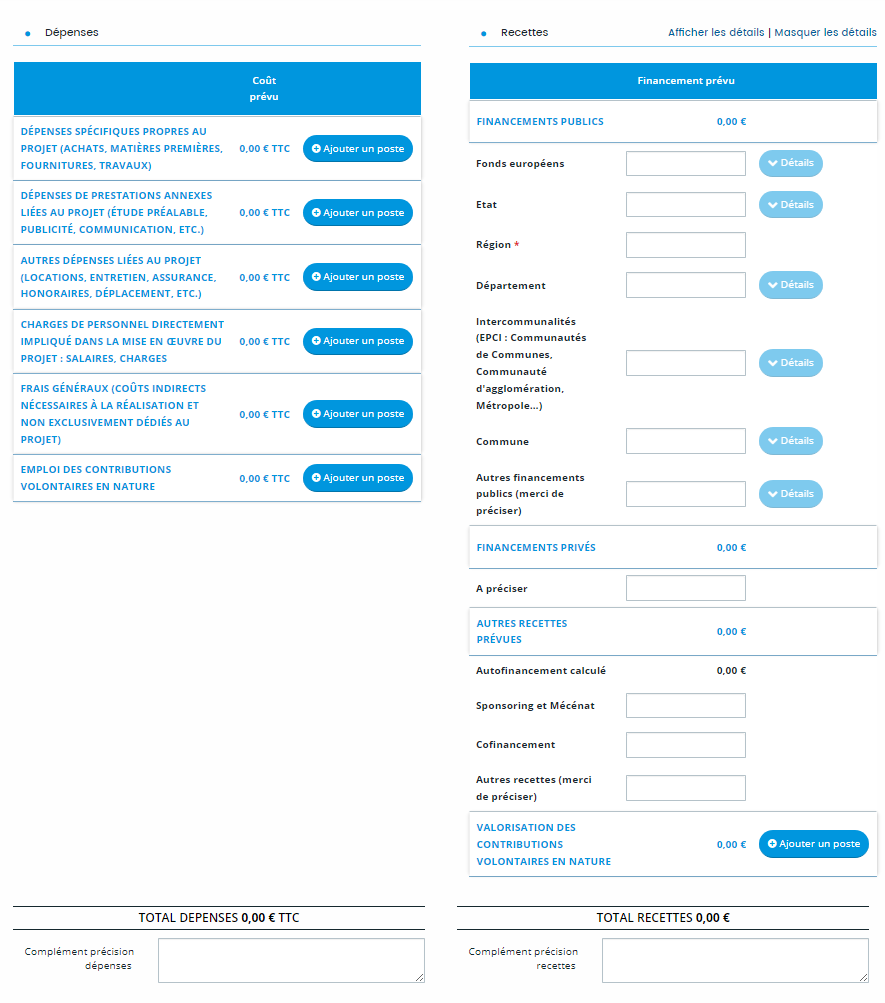 Dépenses
Coût
prévu
DÉPENSES SPÉCIFIQUES PROPRES AU
PROJET (ACHATS, MATIÈRES PREMIÈRES,
FOURNITURES, TRAVAUX)
0,00 € TTC
Ajouter un poste
DÉPENSES DE PRESTATIONS ANNEXES
LIÉES AU PROJET (ÉTUDE PRÉALABLE,
PUBLICITÉ, COMMUNICATION, ETC.)
0,00 € TTC
Ajouter un poste
AUTRES DÉPENSES LIÉES AU PROJET
(LOCATIONS, ENTRETIEN, ASSURANCE,
HONORAIRES, DÉPLACEMENT, ETC.)
0,00 € TTC
Ajouter un poste
CHARGES DE PERSONNEL DIRECTEMENT
IMPLIQUÉ DANS LA MISE EN ŒUVRE DU
PROJET : SALAIRES, CHARGES
0,00 € TTC
Ajouter un poste
FRAIS GÉNÉRAUX (COÛTS INDIRECTS
NÉCESSAIRES À LA RÉALISATION ET
NON EXCLUSIVEMENT DÉDIÉS AU
PROJET)
0,00 € TTC
Ajouter un poste
EMPLOI DES CONTRIBUTIONS
VOLONTAIRES EN NATURE
0,00 € TTC
Ajouter un poste
Recettes
Afficher les détails | Masquer les détails
Financement prévu
FINANCEMENTS PUBLICS 0,00 €
Fonds européens Détails
Etat Détails
Région *
Département Détails
Intercommunalités
(EPCI : Communautés
de Communes,
Communauté
d'agglomération,
Métropole...)
Détails
Commune Détails
Autres financements
publics (merci de
préciser)
Détails
FINANCEMENTS PRIVÉS 0,00 €
A préciser
AUTRES RECETTES
PRÉVUES
0,00 €
Autofinancement calculé 0,00 €
Sponsoring et Mécénat
Cofinancement
Autres recettes (merci
de préciser)
VALORISATION DES
CONTRIBUTIONS
VOLONTAIRES EN NATURE
0,00 €
Ajouter un poste
TOTAL DEPENSES 0,00 € TTC
Complément précision
dépenses
TOTAL RECETTES 0,00 €
Complément précision
recettes